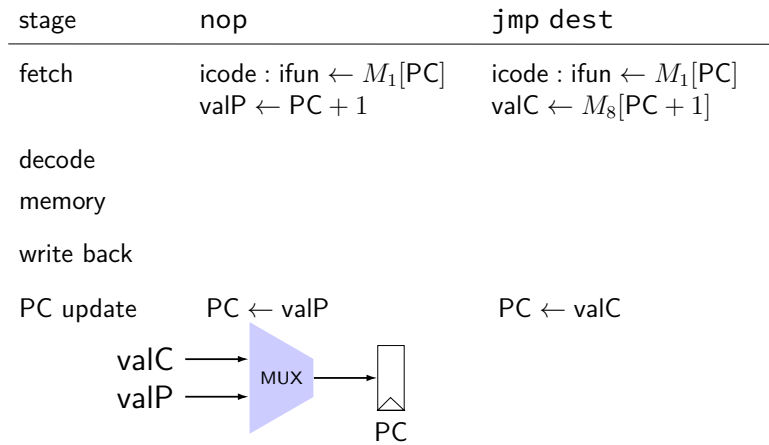 stage nop jmp dest
fetch icode : ifun ← M₁[PC] icode : ifun ← M₁[PC]
valP ← PC + 1 valC ← M₈[PC + 1]
decode
memory
write back
PC update PC ← valP PC ← valC
valC
MUX
valP
PC